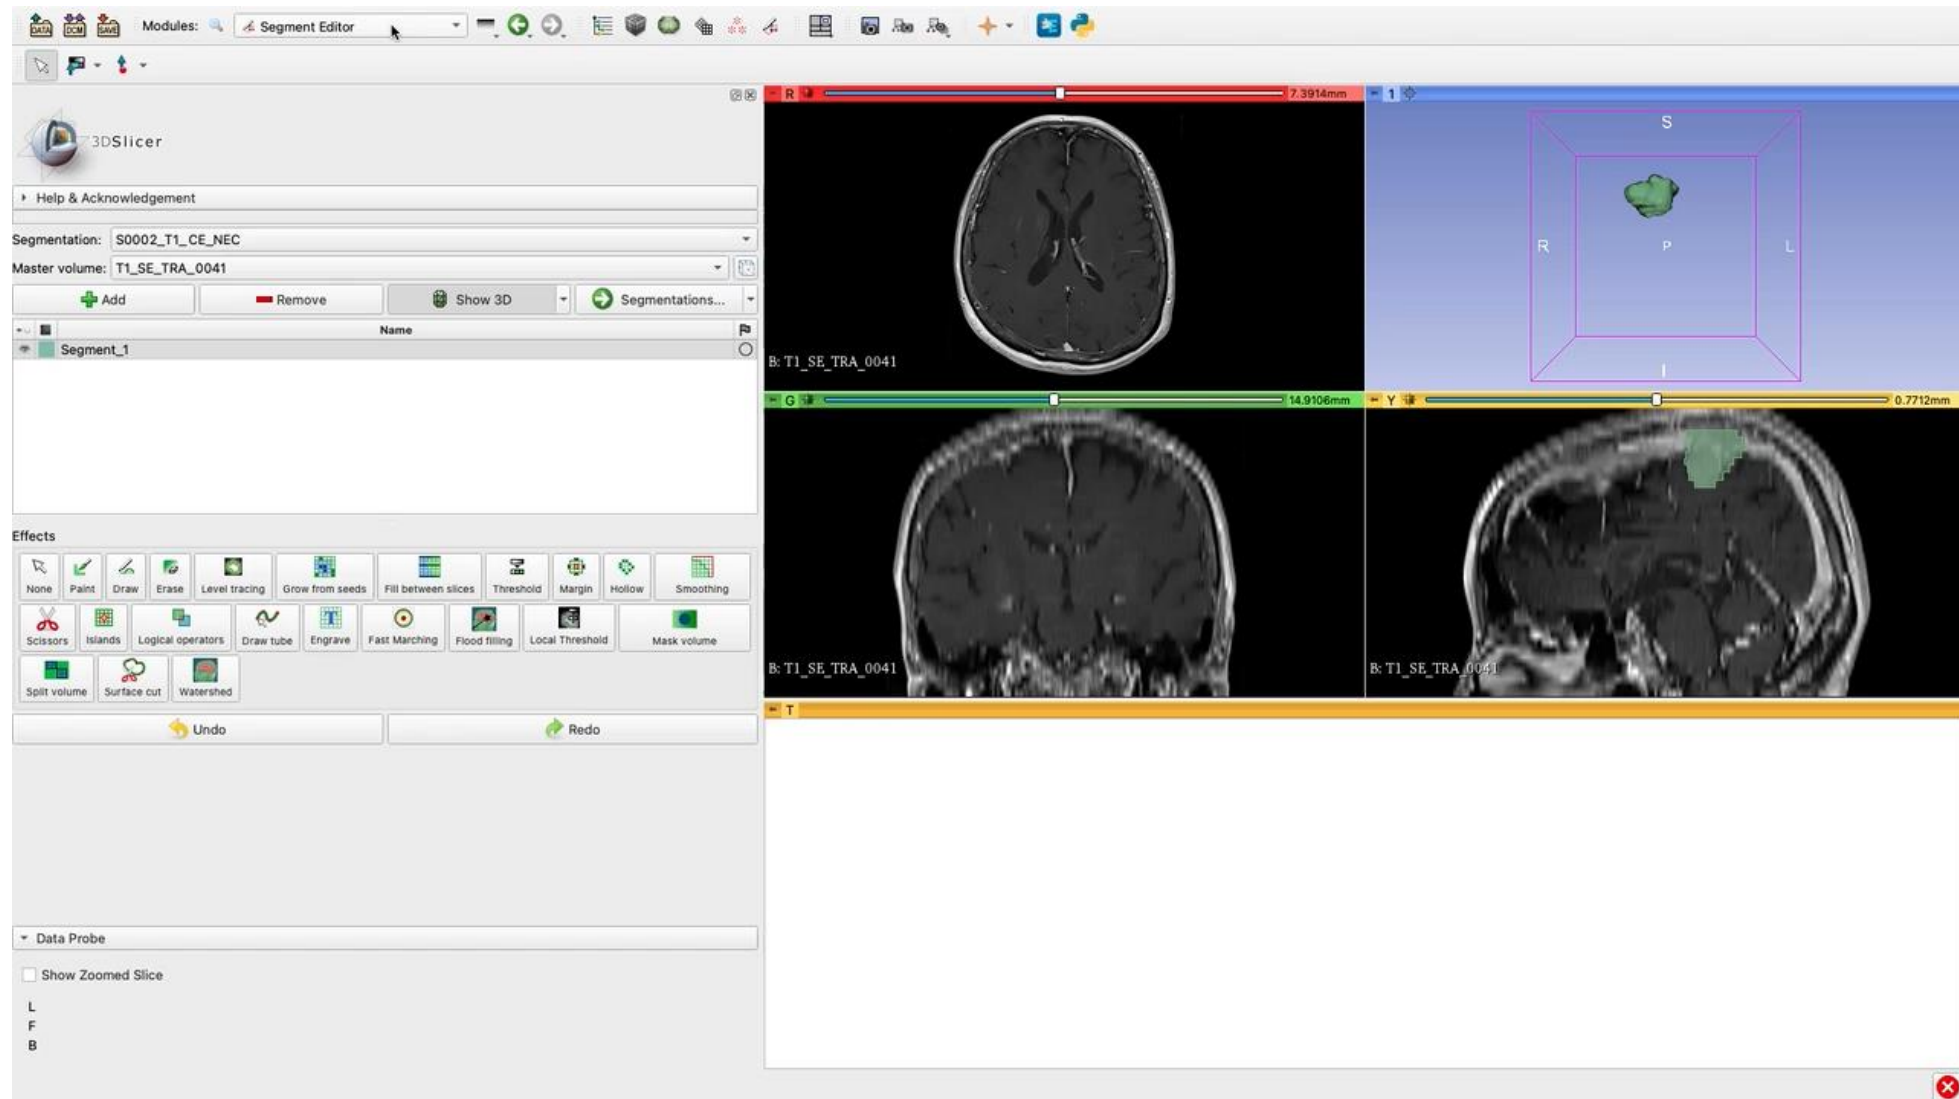 DATA DCM SAVE Modules: Segment Editor
3DSlicer
Help & Acknowledgement
Segmentation: S0002_T1_CE_NEC
Master volume: T1_SE_TRA_0041
Add Remove Show 3D Segmentations...
Name
Segment_1
Effects
None Paint Draw Erase Level tracing Grow from seeds Fill between slices Threshold Margin Hollow Smoothing
Scissors Islands Logical operators Draw tube Engrave Fast Marching Flood filling Local Threshold Mask volume
Split volume Surface cut Watershed
Undo Redo
Data Probe
Show Zoomed Slice
L
F
B
R 7.3914mm
B: T1_SE_TRA_0041
1
S
R P L
I
G 14.9106mm
B: T1_SE_TRA_0041
Y 0.7712mm
B: T1_SE_TRA_0041
T